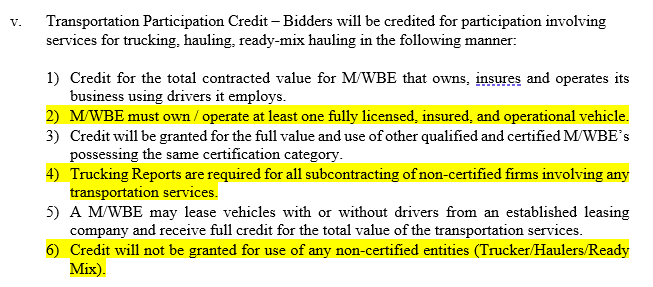 v. Transportation Participation Credit – Bidders will be credited for participation involving
services for trucking, hauling, ready-mix hauling in the following manner:
1) Credit for the total contracted value for M/WBE that owns, insures and operates its
business using drivers it employs.
2) M/WBE must own / operate at least one fully licensed, insured, and operational vehicle.
3) Credit will be granted for the full value and use of other qualified and certified M/WBE's
possessing the same certification category.
4) Trucking Reports are required for all subcontracting of non-certified firms involving any
transportation services.
5) A M/WBE may lease vehicles with or without drivers from an established leasing
company and receive full credit for the total value of the transportation services.
6) Credit will not be granted for use of any non-certified entities (Trucker/Haulers/Ready
Mix).